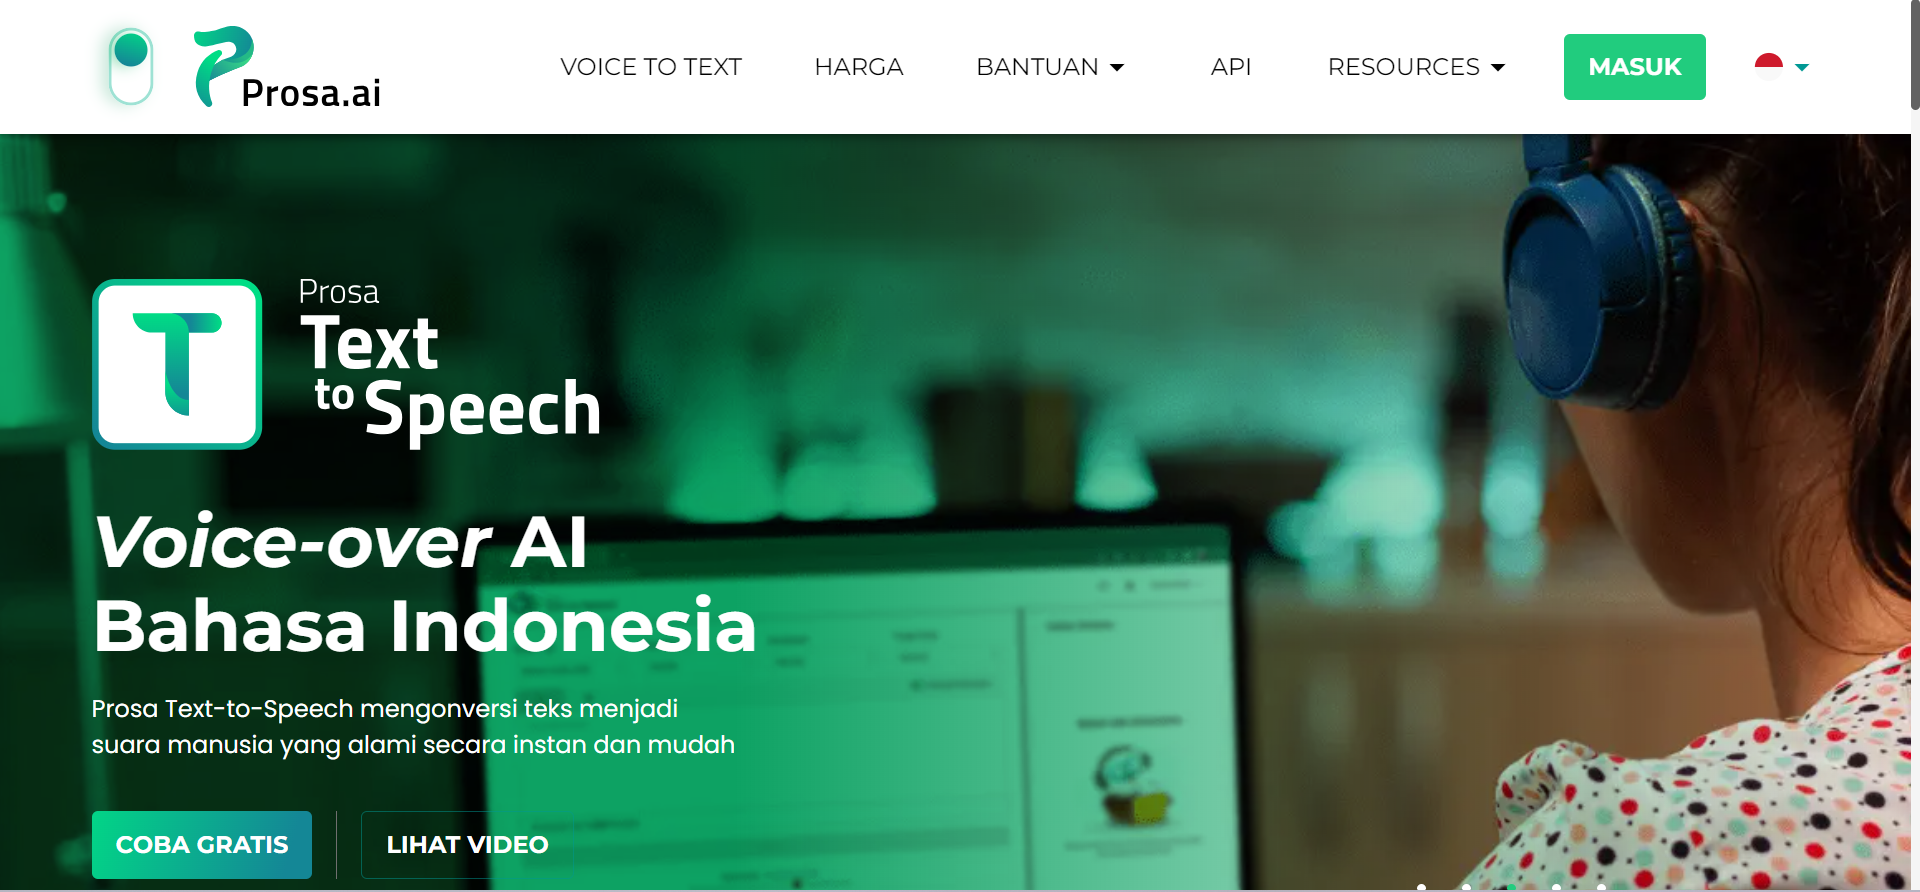 Prosa.ai
VOICE TO TEXT
HARGA
BANTUAN
API
RESOURCES
MASUK
Prosa
Text
to Speech
Voice-over AI
Bahasa Indonesia
Prosa Text-to-Speech mengonversi teks menjadi
suara manusia yang alami secara instan dan mudah
COBA GRATIS
LIHAT VIDEO